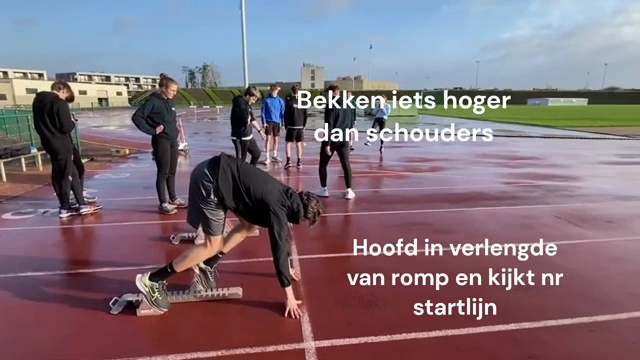 Bekken iets hoger
dan schouders
Hoofd in verlengde
van romp en kijkt nr
startlijn